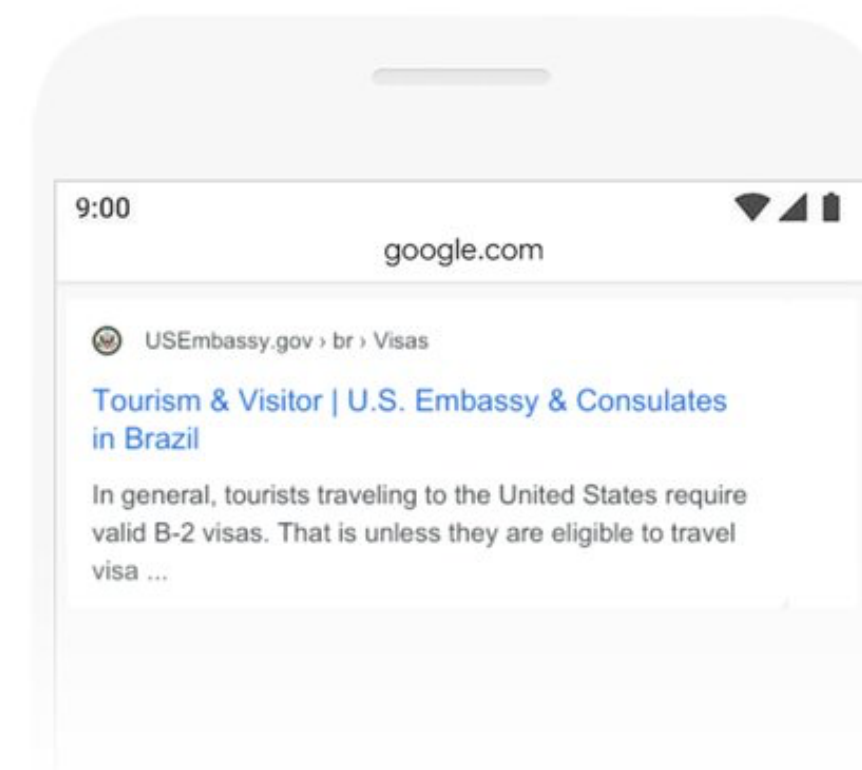 9:00
google.com
USEmbassy.gov › br › Visas
Tourism & Visitor | U.S. Embassy & Consulates
in Brazil
In general, tourists traveling to the United States require
valid B-2 visas. That is unless they are eligible to travel
visa ...